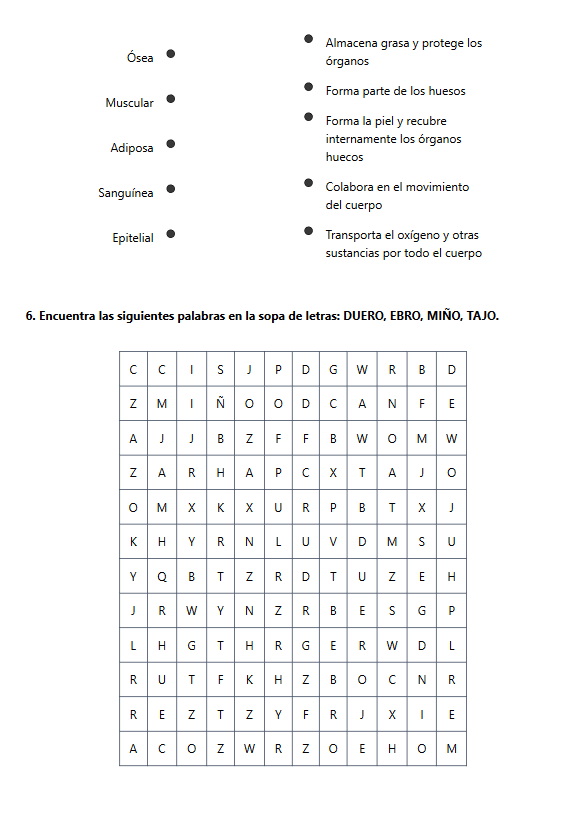 Ósea
Muscular
Adiposa
Sanguínea
Epitelial
Almacena grasa y protege los
órganos
Forma parte de los huesos
Forma la piel y recubre
internamente los órganos
huecos
Colabora en el movimiento
del cuerpo
Transporta el oxígeno y otras
sustancias por todo el cuerpo
6. Encuentra las siguientes palabras en la sopa de letras: DUERO, EBRO, MIÑO, TAJO.
C C I S J P D G W R B D
Z M I Ñ O O D C A N F E
A J J B Z F F B W O M W
Z A R H A P C X T A J O
O M X K X U R P B T X J
K H Y R N L U V D M S U
Y Q B T Z R D T U Z E H
J R W Y N Z R B E S G P
L H G T H R G E R W D L
R U T F K H Z B O C N R
R E Z T Z Y F R J X I E
A C O Z W R Z O E H O M